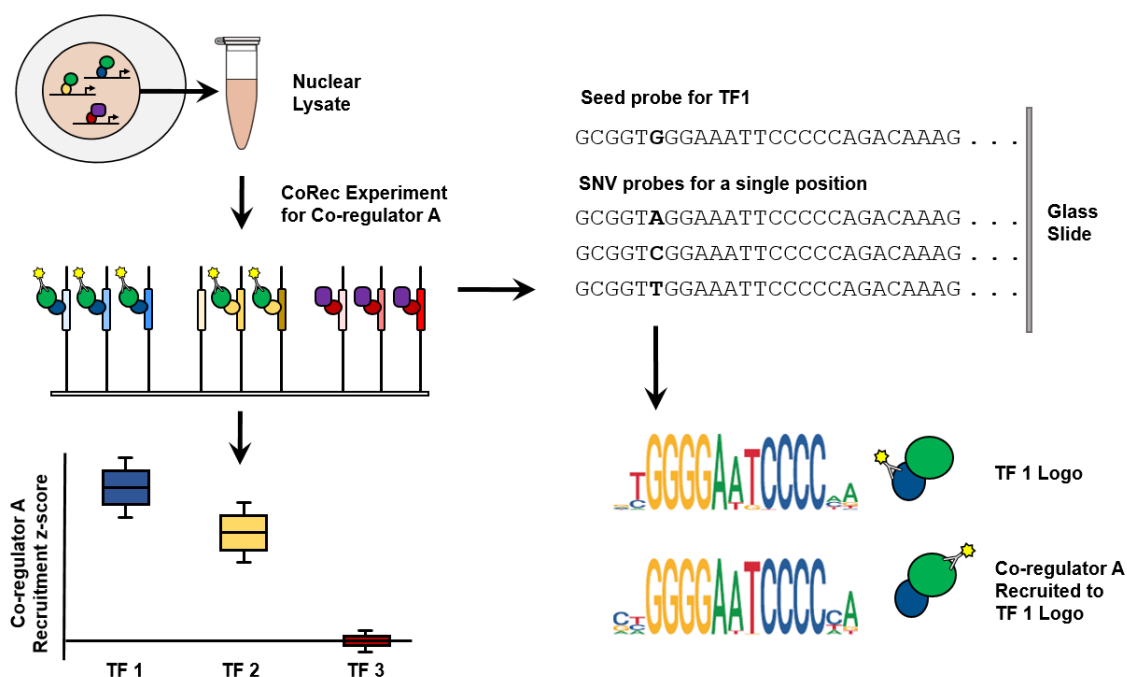 Nuclear
Lysate
CoRec Experiment
for Co-regulator A
Co-regulator A
Recruitment z-score
TF 1
TF 2
TF 3
Seed probe for TF1
GCGGTGGGAAATTCCCCCAGACAAAG . . .
SNV probes for a single position
GCGGTAGGAAATTCCCCCAGACAAAG . . .
GCGGTCGGAAATTCCCCCAGACAAAG . . .
GCGGTTGGAAATTCCCCCAGACAAAG . . .
Glass
Slide
TGGGGAATCCCC
TF 1 Logo
GGGGAATCCCCCA
Co-regulator A
Recruited to
TF 1 Logo